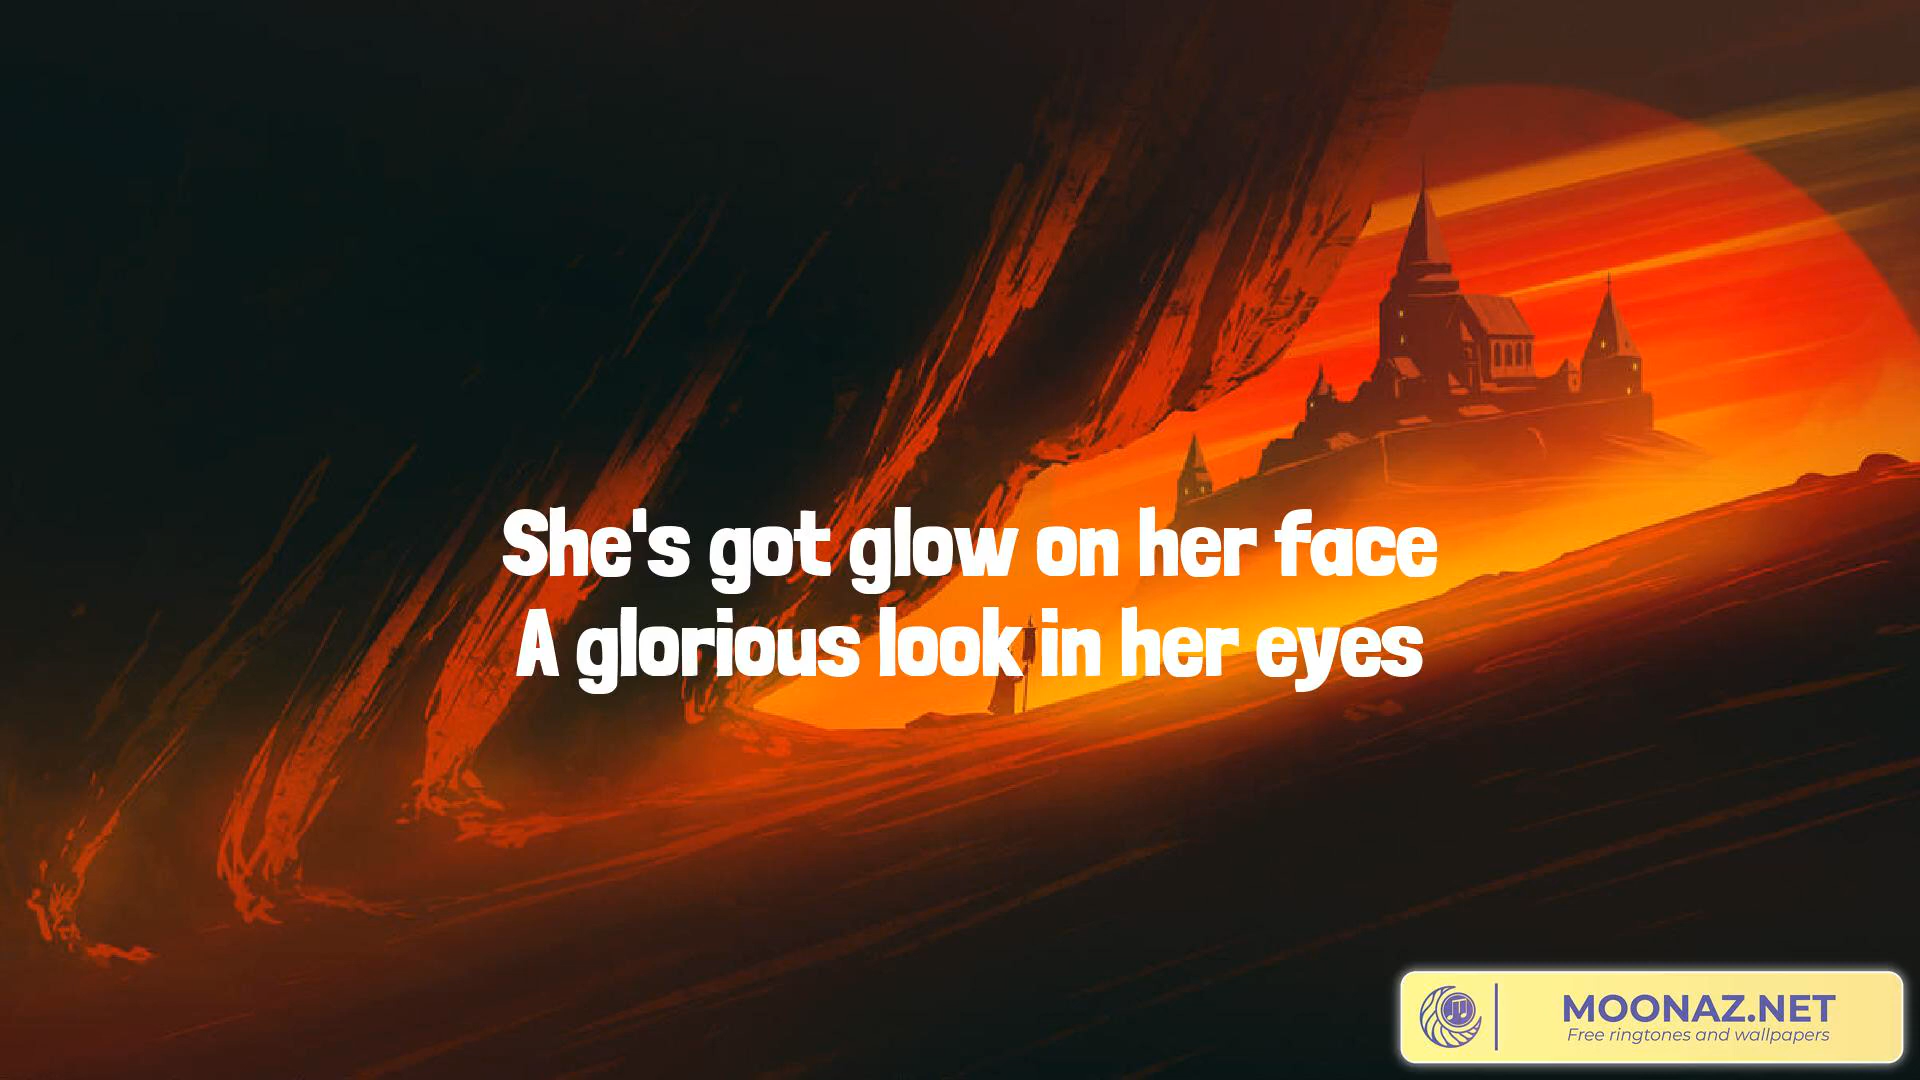 She's got glow on her face
A glorious look in her eyes
MOONAZ.NET
Free ringtones and wallpapers